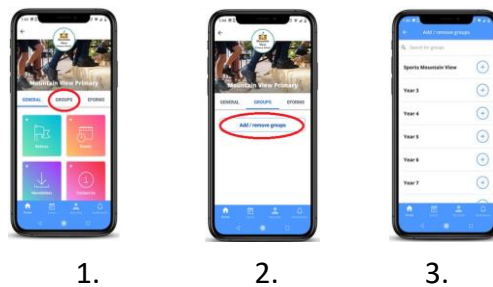 Mountain View Primary
GENERAL GROUPS EFORMS
Notices
Events
Newsletters
Contact Us
1.
Mountain View Primary
GENERAL GROUPS EFORMS
Add / remove groups
2.
Add / remove groups
Search for groups
Sports Mountain View
Year 3
Year 4
Year 5
Year 6
Year 7
3.